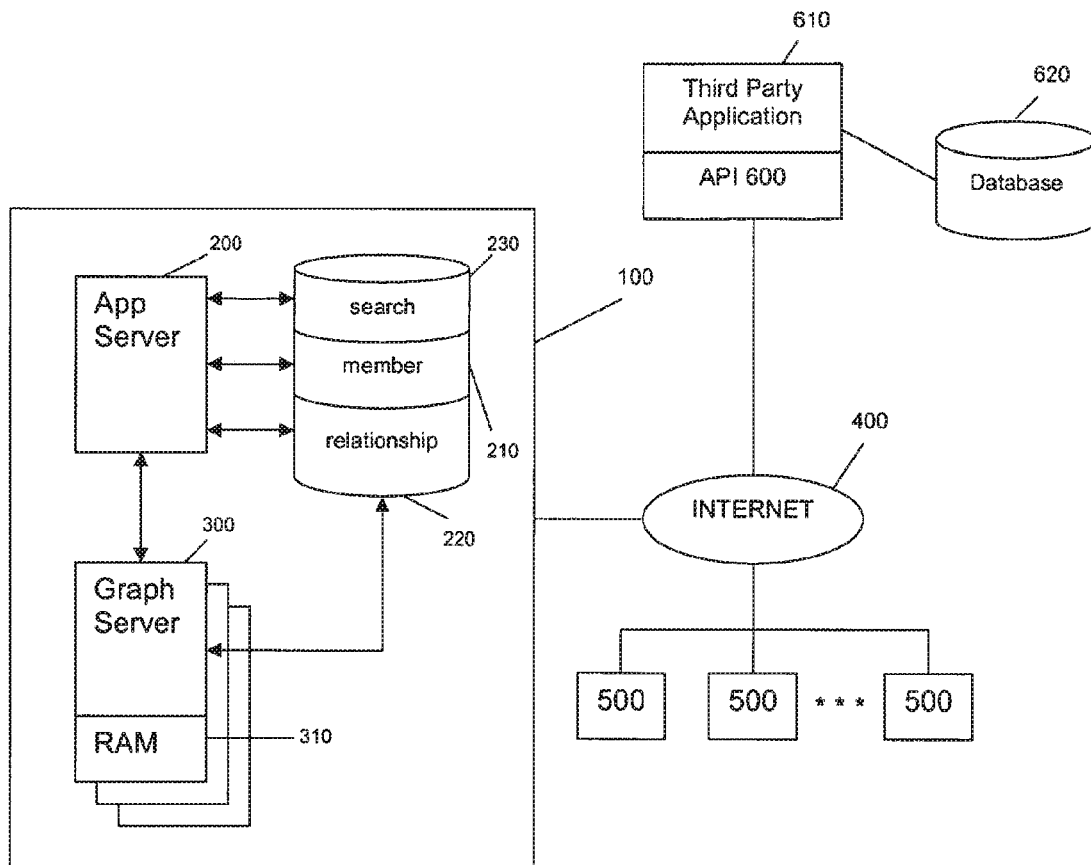 610
Third Party
Application
API 600
620
Database
200
App
Server
230
search
member
relationship
210
220
100
400
INTERNET
300
Graph
Server
RAM
310
500
500
* * *
500